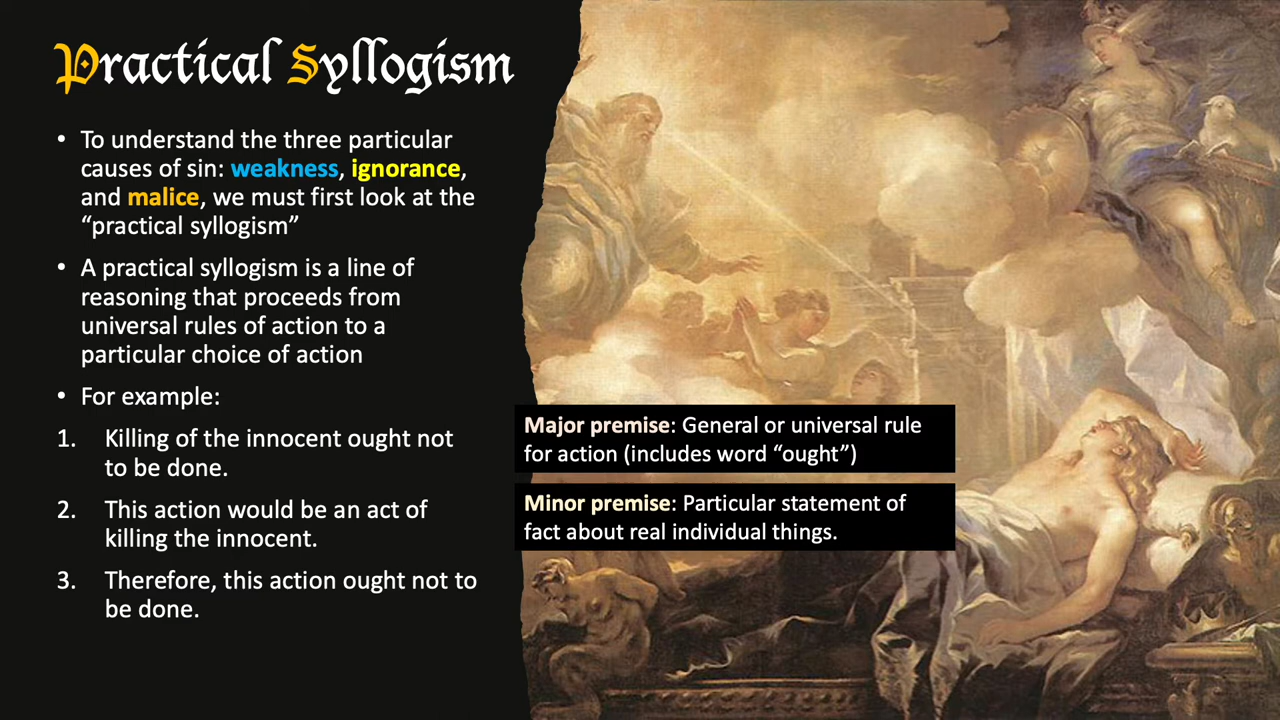 Practical Syllogism
• To understand the three particular
causes of sin: weakness, ignorance,
and malice, we must first look at the
“practical syllogism”
• A practical syllogism is a line of
reasoning that proceeds from
universal rules of action to a
particular choice of action
• For example:
1. Killing of the innocent ought not
to be done.
2. This action would be an act of
killing the innocent.
3. Therefore, this action ought not to
be done.
Major premise: General or universal rule
for action (includes word “ought”)
Minor premise: Particular statement of
fact about real individual things.